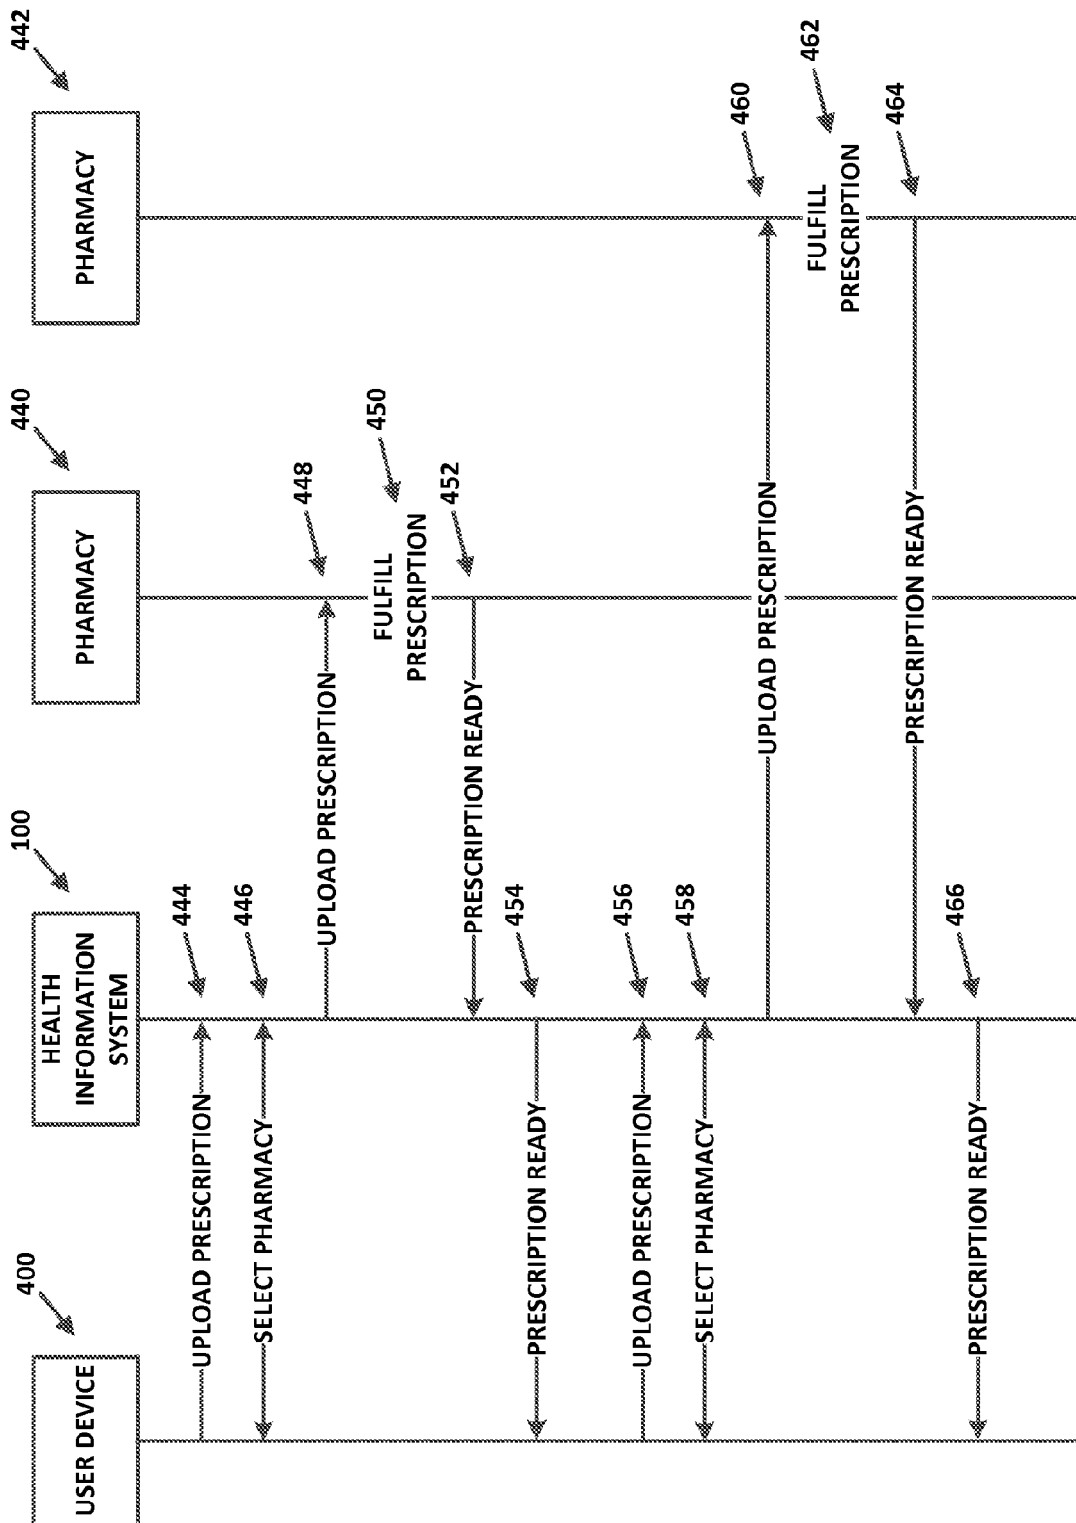 400
USER DEVICE
100
HEALTH
INFORMATION
SYSTEM
440
PHARMACY
442
PHARMACY
UPLOAD PRESCRIPTION
444
SELECT PHARMACY
446
UPLOAD PRESCRIPTION
448
FULFILL
PRESCRIPTION
450
PRESCRIPTION READY
452
PRESCRIPTION READY
454
UPLOAD PRESCRIPTION
456
SELECT PHARMACY
458
UPLOAD PRESCRIPTION
460
FULFILL
PRESCRIPTION
462
PRESCRIPTION READY
464
PRESCRIPTION READY
466